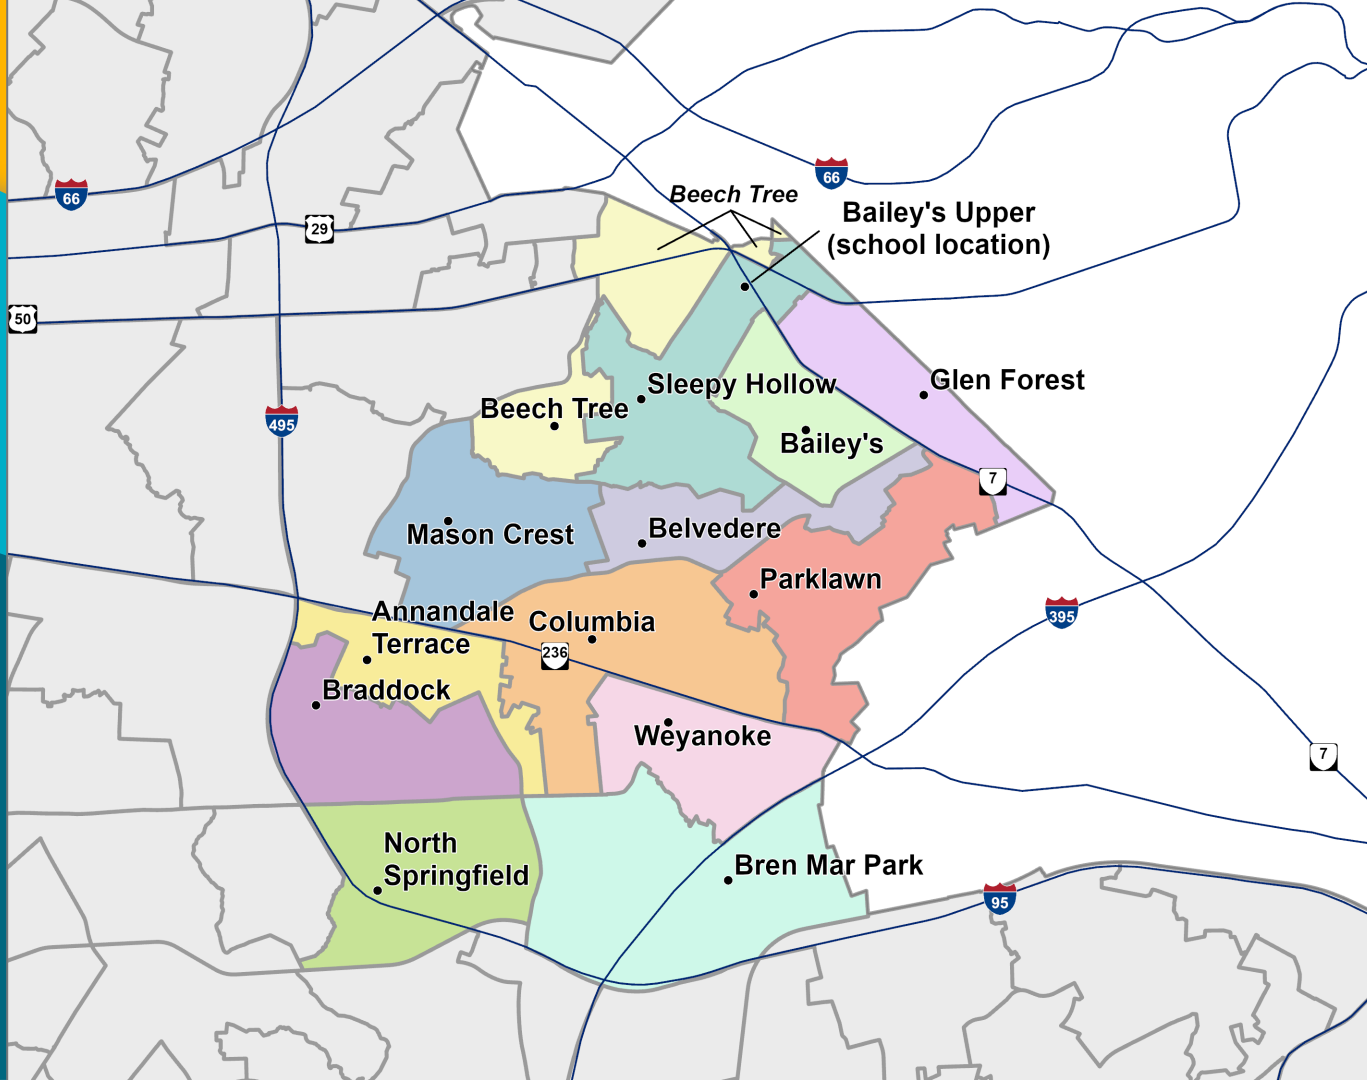 66
29
50
495
Beech Tree
66
Bailey's Upper
(school location)
Sleepy Hollow
Glen Forest
Beech Tree
Bailey's
7
Mason Crest
Belvedere
Parklawn
395
Annandale
Terrace
Columbia
236
Braddock
Weyanoke
7
North
Springfield
Bren Mar Park
95